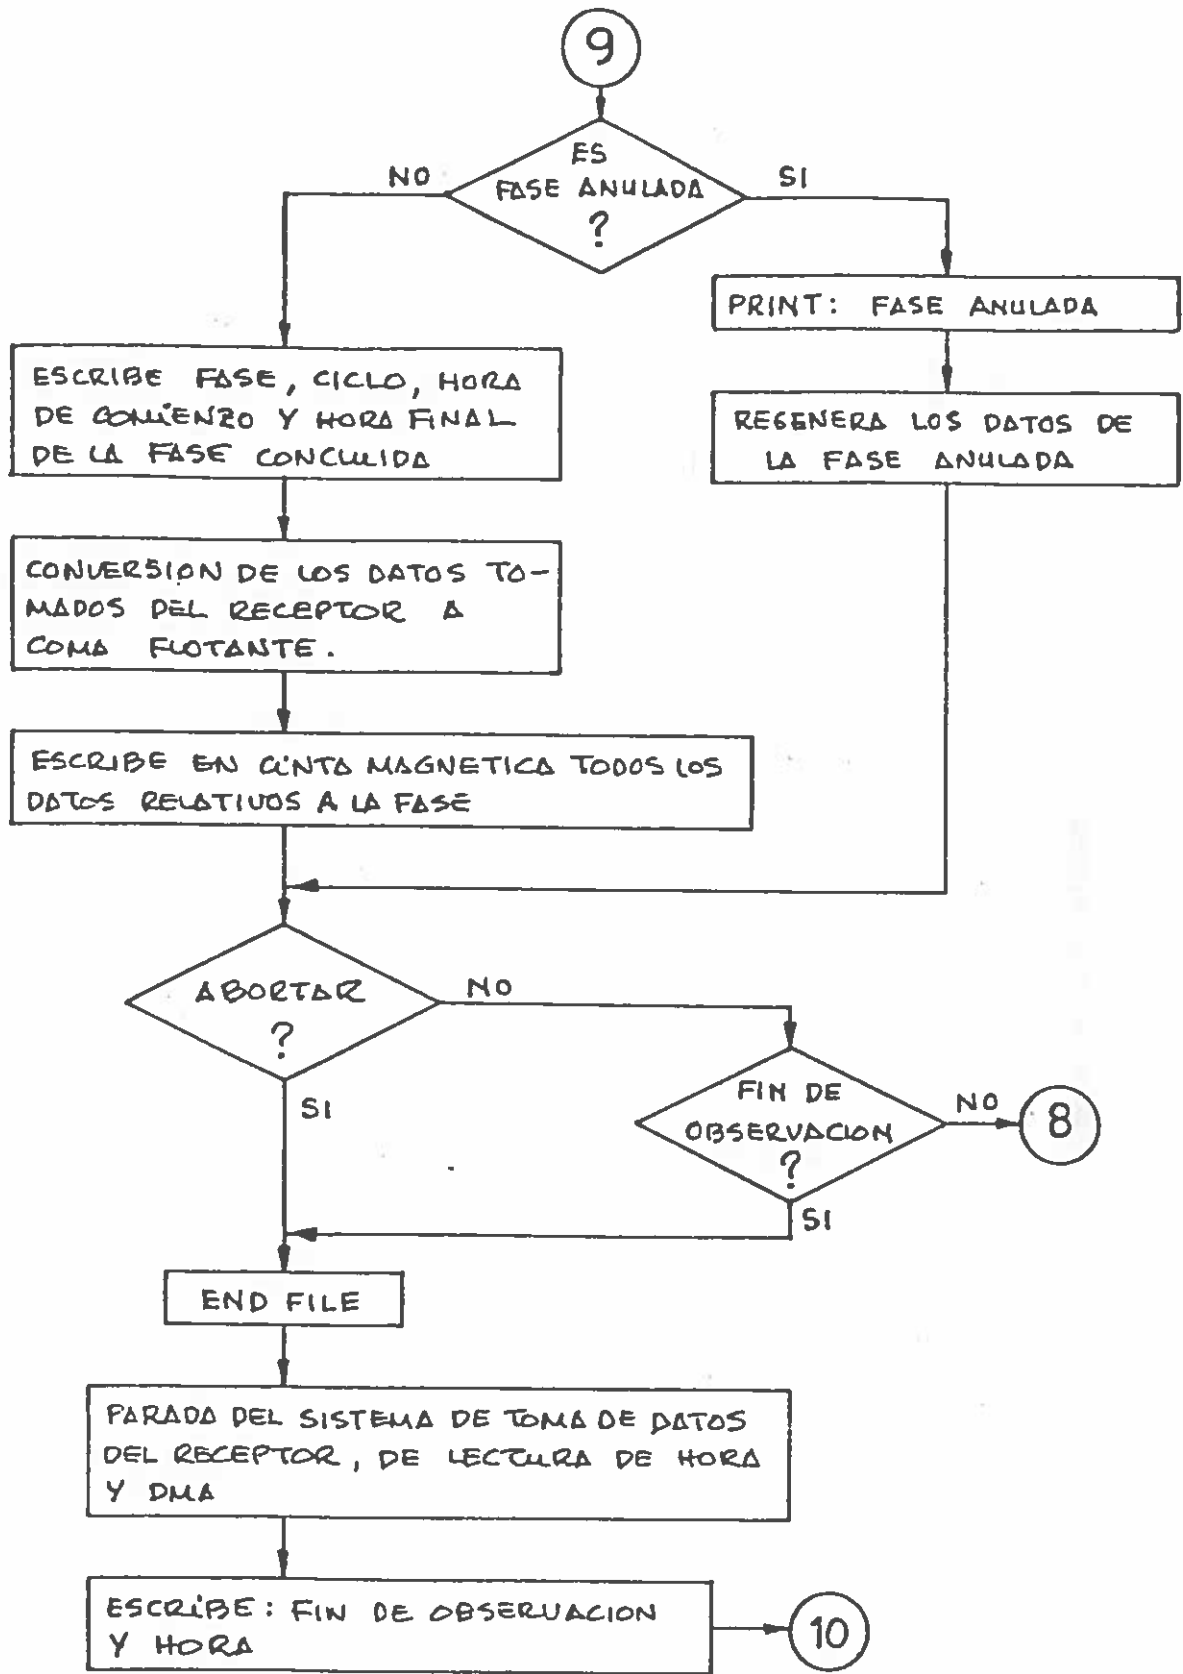 9
ES
FASE ANULADA
?
NO
SI
PRINT: FASE ANULADA
ESCRIBE FASE, CICLO, HORA
DE COMIENZO Y HORA FINAL
DE LA FASE CONCLUIDA
REGENERA LOS DATOS DE
LA FASE ANULADA
CONVERSION DE LOS DATOS TO-
MADOS DEL RECEPTOR A
COMA FLOTANTE.
ESCRIBE EN CINTA MAGNETICA TODOS LOS
DATOS RELATIVOS A LA FASE
ABORTAR
?
NO
SI
FIN DE
OBSERVACION
?
NO
8
SI
END FILE
PARADA DEL SISTEMA DE TOMA DE DATOS
DEL RECEPTOR, DE LECTURA DE HORA
Y DMA
ESCRIBE: FIN DE OBSERVACION
Y HORA
10